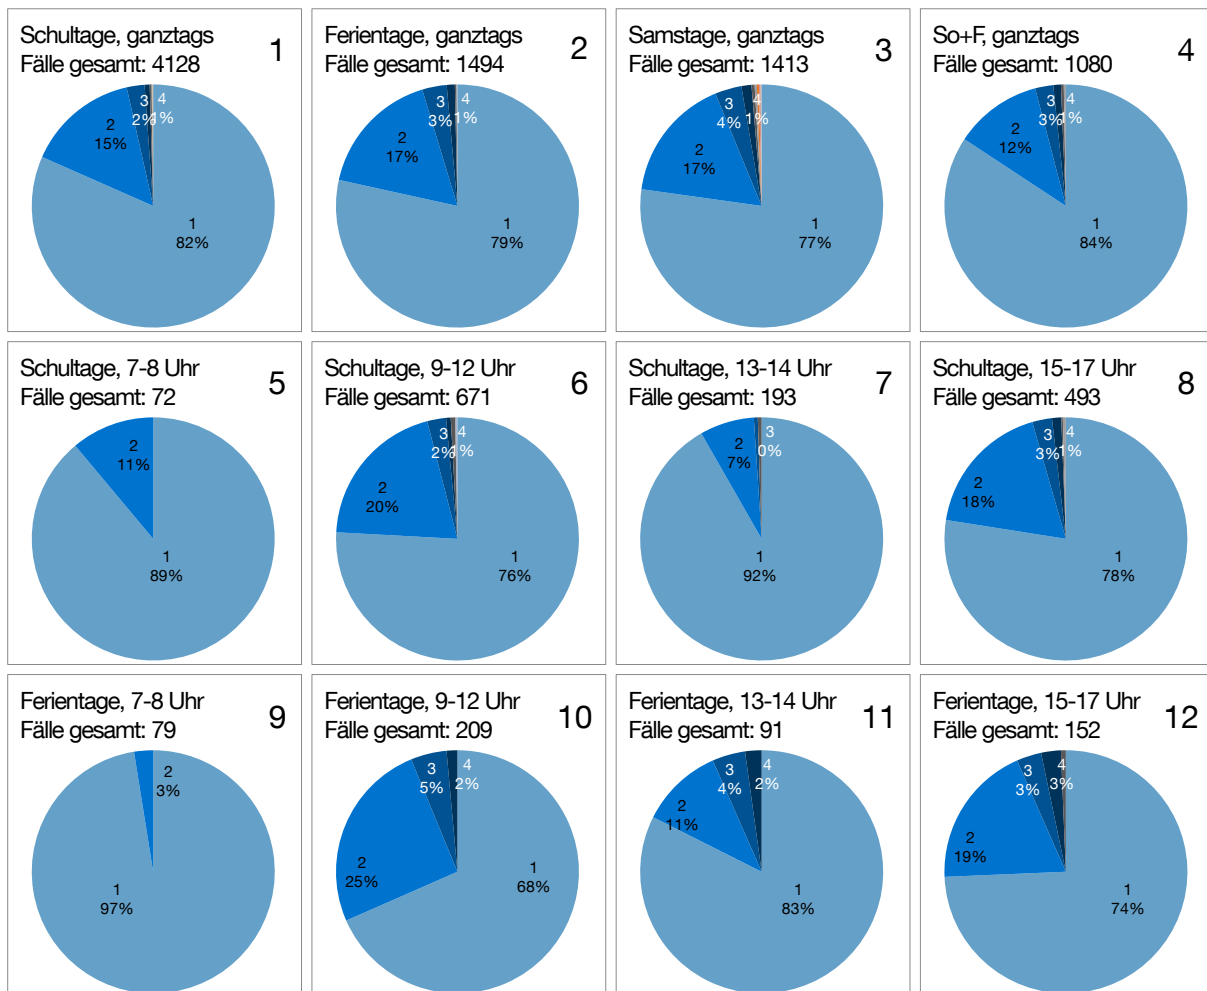 Schultage, ganztags 1
Fälle gesamt: 4128
3 4
2% 1%
2
15%
1
82%
Ferientage, ganztags 2
Fälle gesamt: 1494
3 4
3% 1%
2
17%
1
79%
Samstage, ganztags 3
Fälle gesamt: 1413
3 4
4% 1%
2
17%
1
77%
So+F, ganztags 4
Fälle gesamt: 1080
3 4
3% 1%
2
12%
1
84%
Schultage, 7-8 Uhr 5
Fälle gesamt: 72
2
11%
1
89%
Schultage, 9-12 Uhr 6
Fälle gesamt: 671
3 4
2% 1%
2
20%
1
76%
Schultage, 13-14 Uhr 7
Fälle gesamt: 193
2 3
7% 0%
1
92%
Schultage, 15-17 Uhr 8
Fälle gesamt: 493
3 4
3% 1%
2
18%
1
78%
Ferientage, 7-8 Uhr 9
Fälle gesamt: 79
2
3%
1
97%
Ferientage, 9-12 Uhr 10
Fälle gesamt: 209
3 4
5% 2%
2
25%
1
68%
Ferientage, 13-14 Uhr 11
Fälle gesamt: 91
3 4
4% 2%
2
11%
1
83%
Ferientage, 15-17 Uhr 12
Fälle gesamt: 152
3 4
3% 3%
2
19%
1
74%